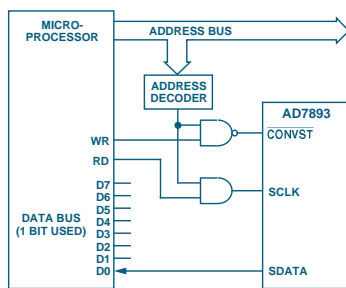 MICRO-
PROCESSOR
ADDRESS BUS
ADDRESS
DECODER
AD7893
WR
CONVST
RD
SCLK
D7
D6
D5
D4
D3
D2
D1
D0
DATA BUS
(1 BIT USED)
SDATA